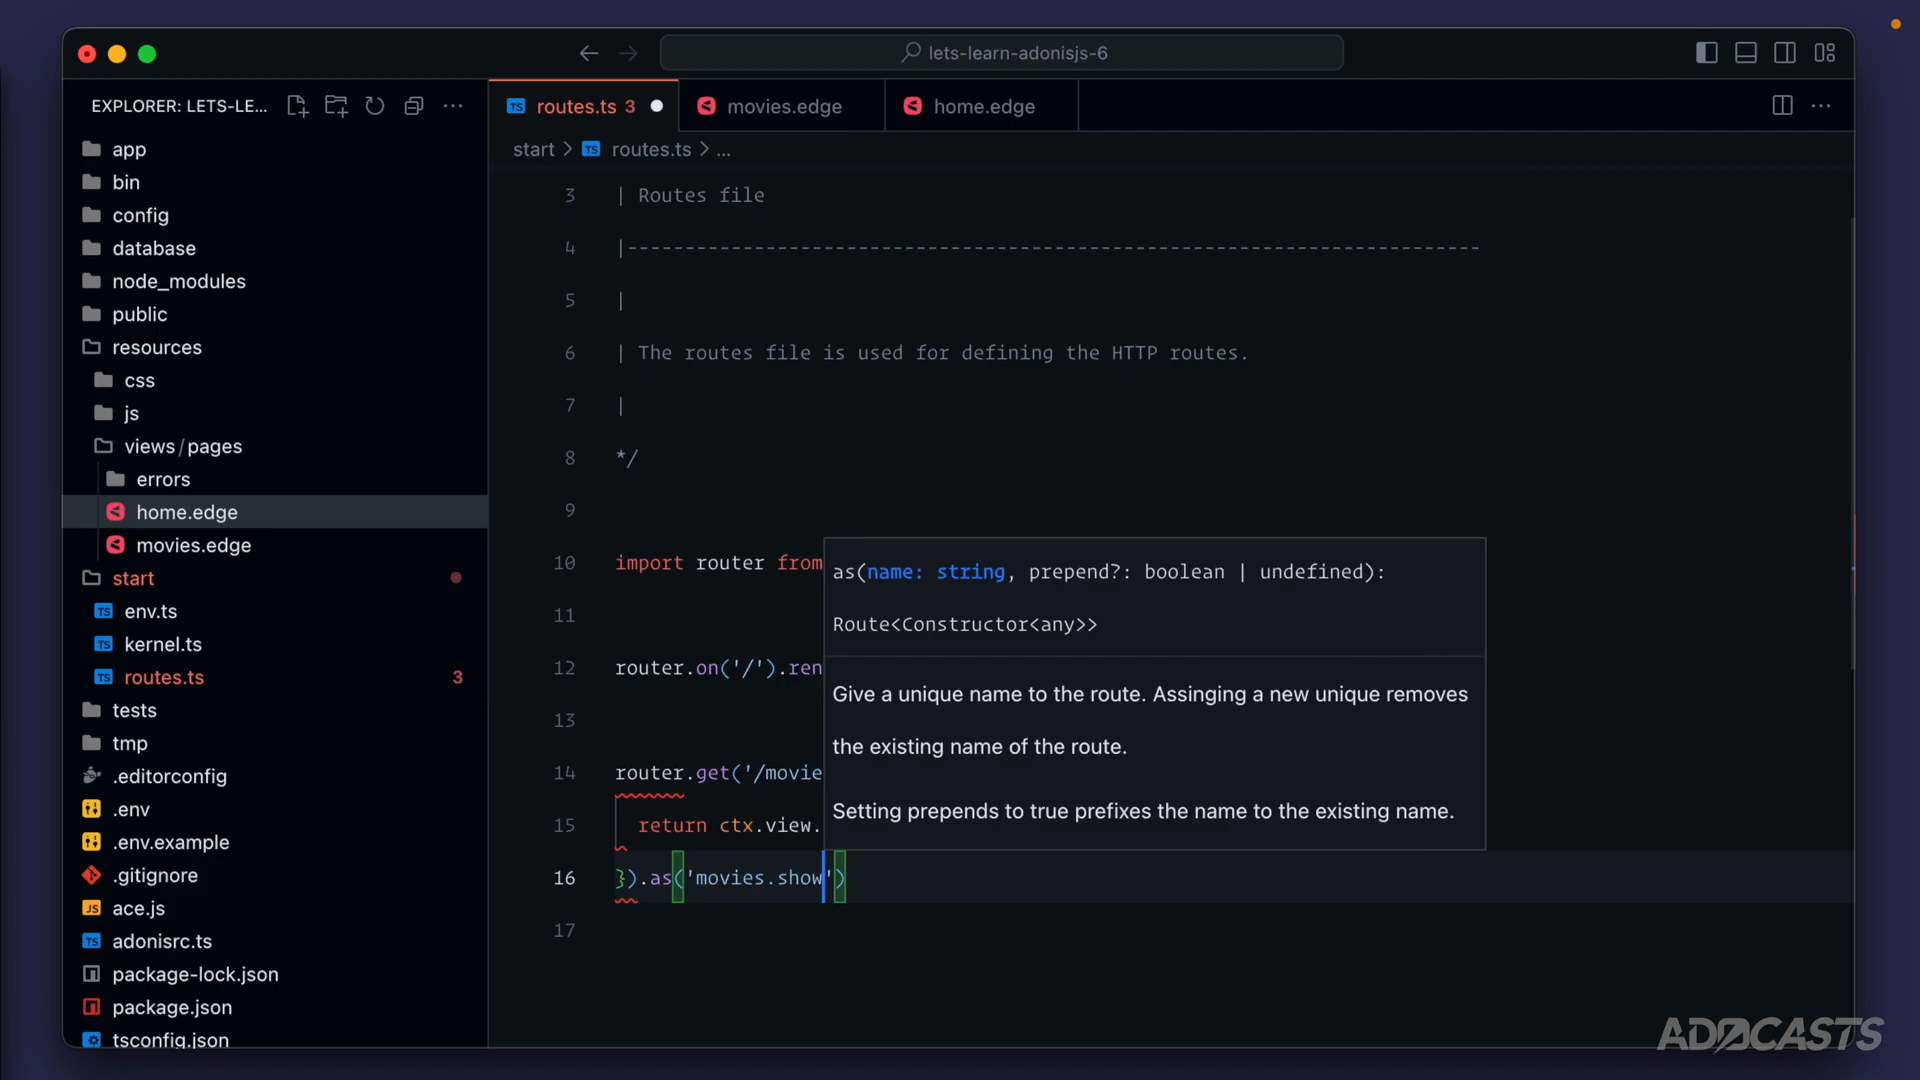 lets-learn-adonisjs-6
EXPLORER: LETS-LE...
app
bin
config
database
node_modules
public
resources
css
js
views/pages
errors
home.edge
movies.edge
start
env.ts
kernel.ts
routes.ts 3
tests
tmp
.editorconfig
.env
.env.example
.gitignore
ace.js
adonisrc.ts
package-lock.json
package.json
tsconfig.json
routes.ts 3
movies.edge
home.edge
start > TS routes.ts > ...
3 | Routes file
4 |--------------------------------------------------------------------------
5 |
6 | The routes file is used for defining the HTTP routes.
7 |
8 */
9
10 import router from
11
12 router.on('/').ren
13
14 router.get('/movie
15 return ctx.view.
16 }).as('movies.show')
17
as(name: string, prepend?: boolean | undefined):
Route<Constructor<any>>
Give a unique name to the route. Assinging a new unique removes
the existing name of the route.
Setting prepends to true prefixes the name to the existing name.
ADOCASTS